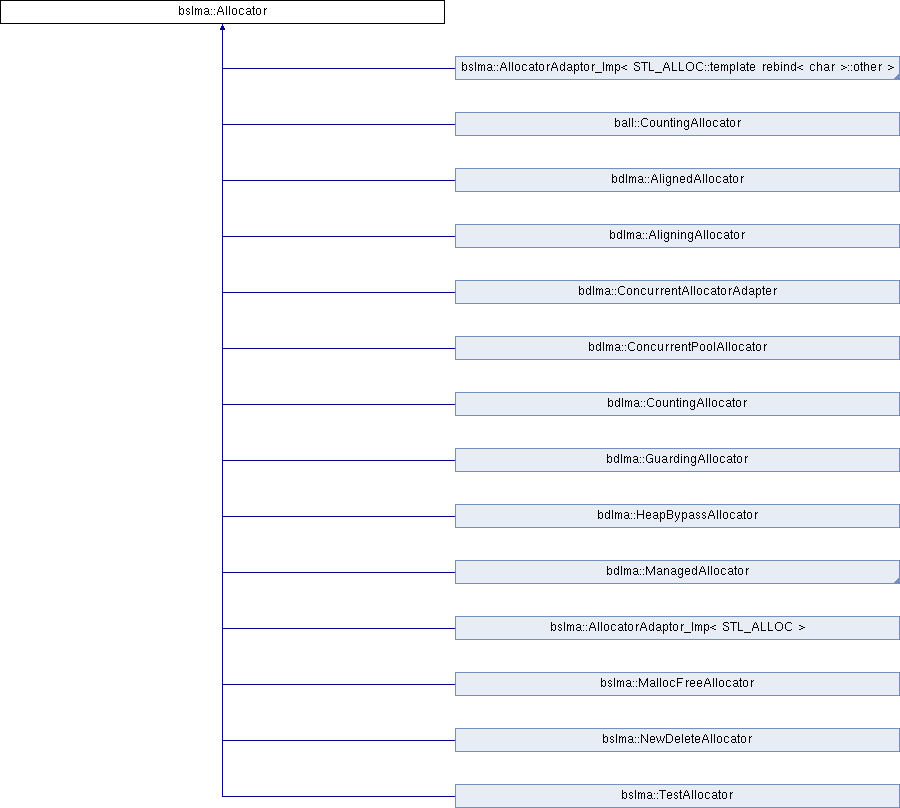 bslma::Allocator
bslma::AllocatorAdaptor_Imp< STL_ALLOC::template rebind< char >::other >
ball::CountingAllocator
bdlma::AlignedAllocator
bdlma::AligningAllocator
bdlma::ConcurrentAllocatorAdapter
bdlma::ConcurrentPoolAllocator
bdlma::CountingAllocator
bdlma::GuardingAllocator
bdlma::HeapBypassAllocator
bdlma::ManagedAllocator
bslma::AllocatorAdaptor_Imp< STL_ALLOC >
bslma::MallocFreeAllocator
bslma::NewDeleteAllocator
bslma::TestAllocator